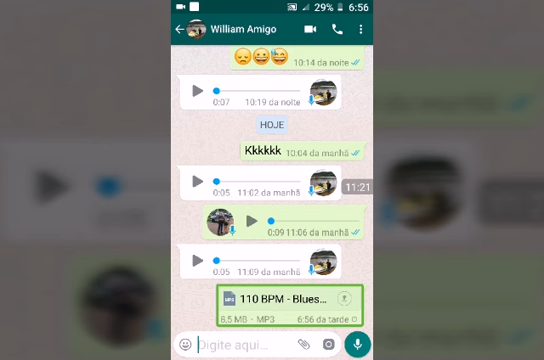 29% 6:56
William Amigo
10:14 da noite
0:07 10:19 da noite
HOJE
Kkkkkk 10:04 da manhã
0:05 11:02 da manhã
11:21
0:09 11:06 da manhã
0:05 11:09 da manhã
MP3 110 BPM - Blues...
8,5 MB · MP3 6:56 da tarde
Digite aqui...